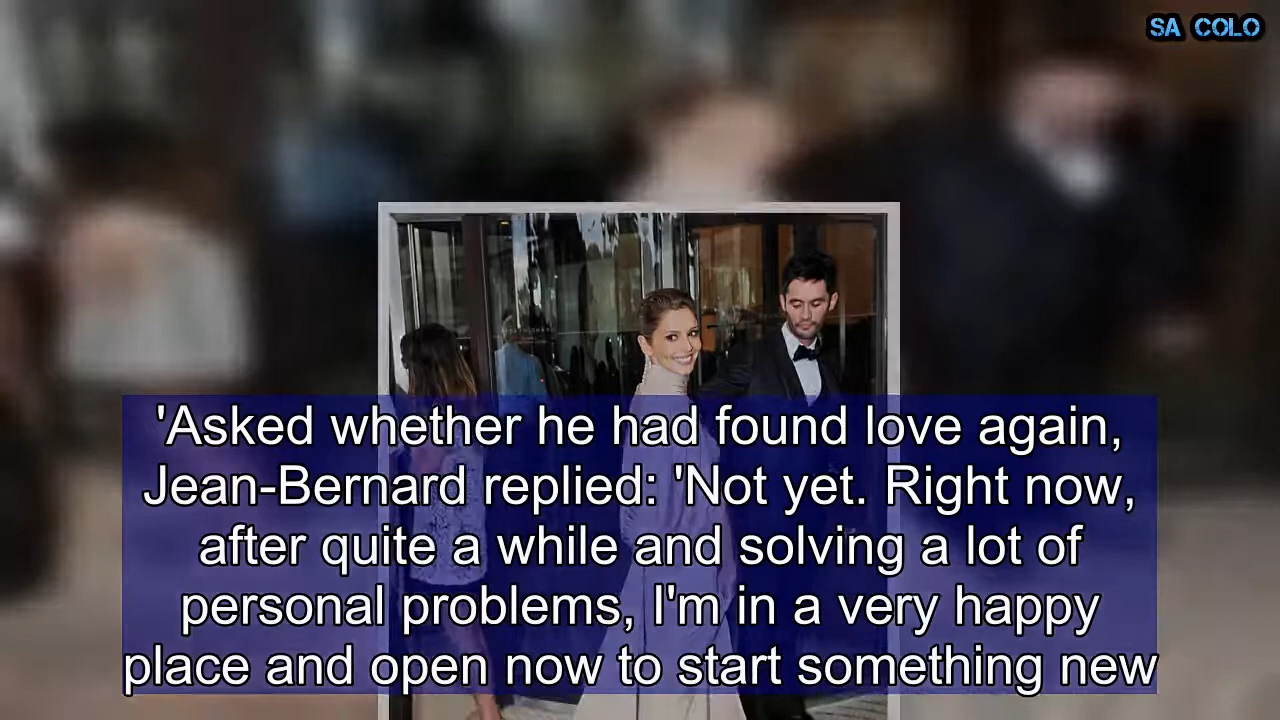 SA COLO
'Asked whether he had found love again,
Jean-Bernard replied: 'Not yet. Right now,
after quite a while and solving a lot of
personal problems, I'm in a very happy
place and open now to start something new